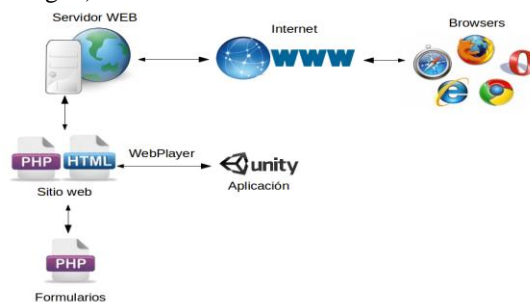 Servidor WEB
Internet
Browsers
WWW
PHP
HTML
WebPlayer
unity
Sitio web
Aplicación
PHP
Formularios